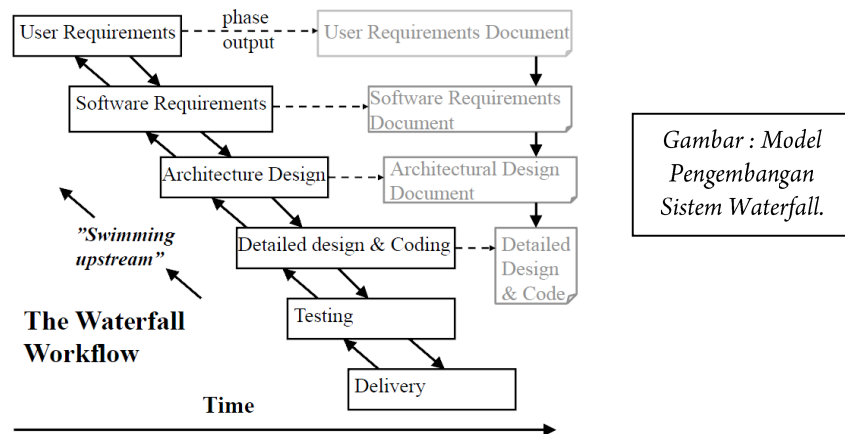 phase
output
User Requirements
User Requirements Document
Software Requirements
Software Requirements
Document
Architecture Design
Architectural Design
Document
Detailed design & Coding
Detailed
Design
& Code
Testing
Delivery
”Swimming
upstream”
The Waterfall
Workflow
Time
Gambar : Model
Pengembangan
Sistem Waterfall.